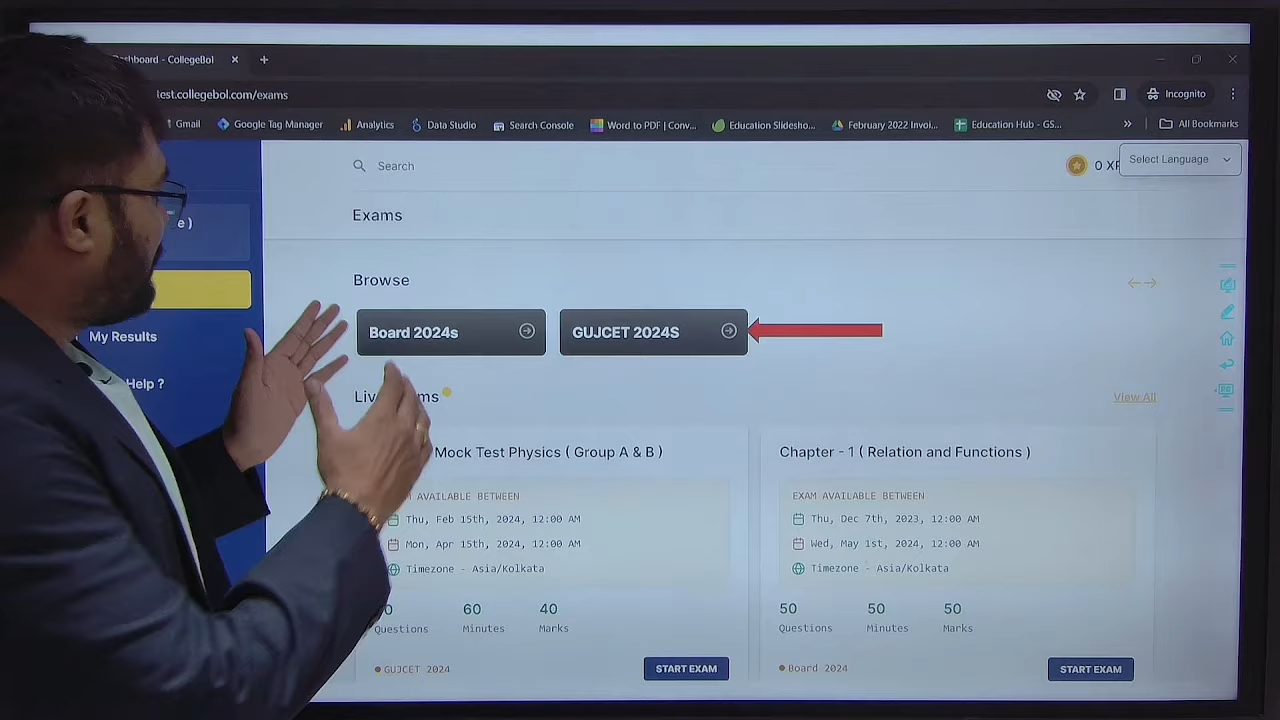 Dashboard - CollegeBol
test.collegebol.com/exams
Incognito
Gmail
Google Tag Manager
Analytics
Data Studio
Search Console
Word to PDF | Conv...
Education Slidesho...
February 2022 Invoi...
Education Hub - GS...
All Bookmarks
Search
0 XP
Select Language
Exams
e )
Browse
Board 2024s
GUJCET 2024S
My Results
Help ?
View All
Mock Test Physics ( Group A & B )
AVAILABLE BETWEEN
Thu, Feb 15th, 2024, 12:00 AM
Mon, Apr 15th, 2024, 12:00 AM
Timezone - Asia/Kolkata
60
40
Questions
Minutes
Marks
GUJCET 2024
START EXAM
Chapter - 1 ( Relation and Functions )
EXAM AVAILABLE BETWEEN
Thu, Dec 7th, 2023, 12:00 AM
Wed, May 1st, 2024, 12:00 AM
Timezone - Asia/Kolkata
50
50
50
Questions
Minutes
Marks
Board 2024
START EXAM